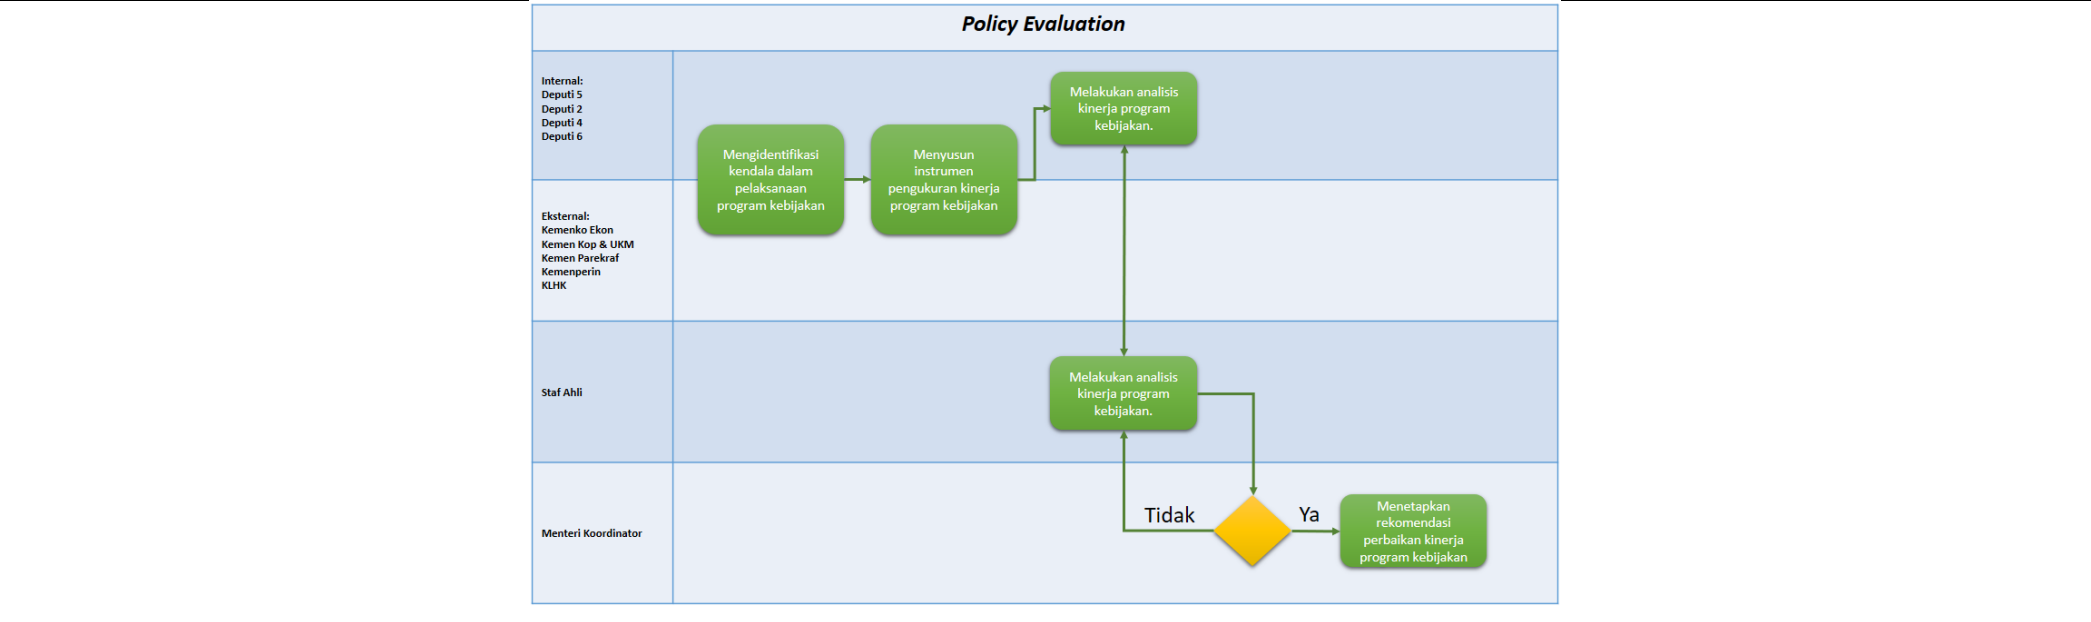 Policy Evaluation
Internal:
Deputi 5
Deputi 2
Deputi 4
Deputi 6
Melakukan analisis
kinerja program
kebijakan.
Mengidentifikasi
kendala dalam
pelaksanaan
program kebijakan
Menyusun
instrumen
pengukuran kinerja
program kebijakan
Eksternal:
Kemenko Ekon
Kemen Kop & UKM
Kemen Parekraf
Kemenperin
KLHK
Staf Ahli
Melakukan analisis
kinerja program
kebijakan.
Menteri Koordinator
Tidak
Ya
Menetapkan
rekomendasi
perbaikan kinerja
program kebijakan